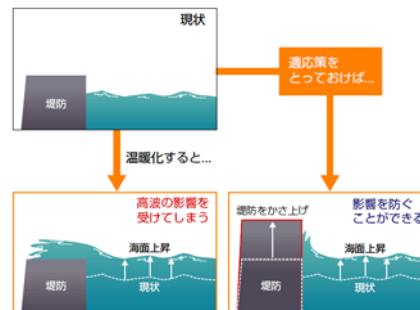 現状
堤防
適応策を
とっておけば…
温暖化すると…
高波の影響を
受けてしまう
海面上昇
堤防
現状
影響を防ぐ
ことができる
堤防をかさ上げ
海面上昇
堤防
現状